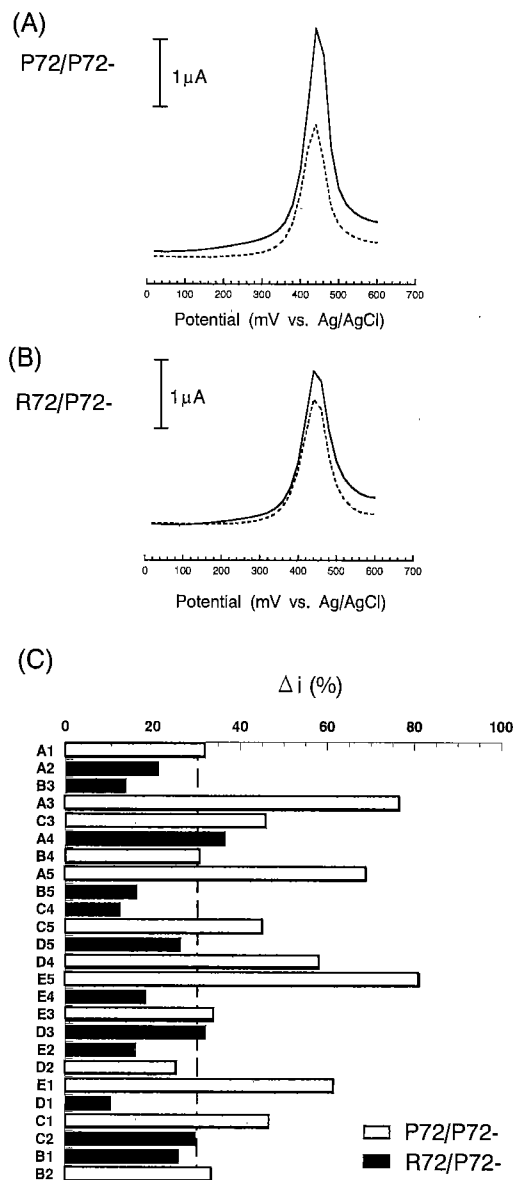 (A)
P72/P72-
1μA
0 100 200 300 400 500 600 700
Potential (mV vs. Ag/AgCl)
(B)
R72/P72-
1μA
0 100 200 300 400 500 600 700
Potential (mV vs. Ag/AgCl)
(C)
Δi (%)
0 20 40 60 80 100
A1
A2
B3
A3
C3
A4
B4
A5
B5
C4
C5
D5
D4
E5
E4
E3
D3
E2
D2
E1
D1
C1
C2
B1
B2
P72/P72-
R72/P72-